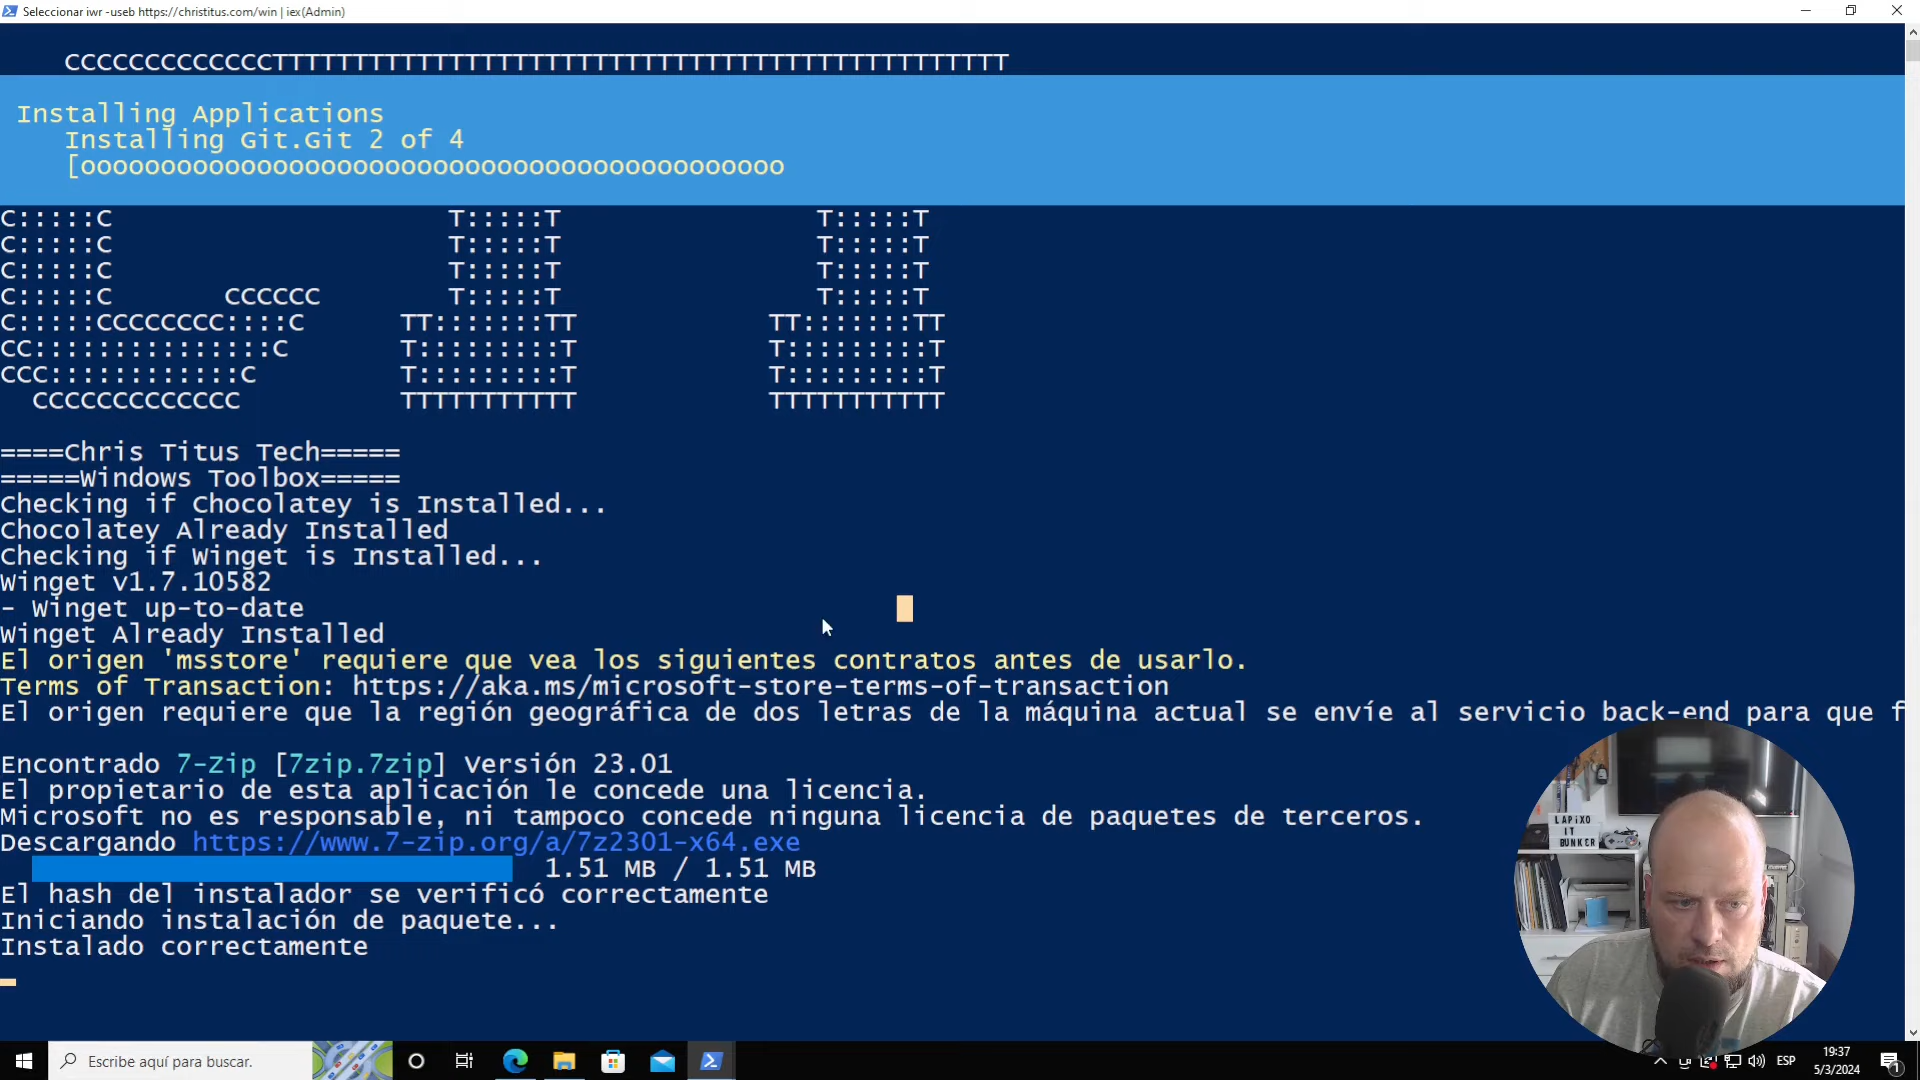 Seleccionar iwr -useb https://christitus.com/win | iex(Admin)
CCCCCCCCCCCCCTTTTTTTTTTTTTTTTTTTTTTTTTTTTTTTTTTTTTTTTTTTTTT
Installing Applications
Installing Git.Git 2 of 4
[oooooooooooooooooooooooooooooooooooooooooooo
C:::::C T:::::T T:::::T
C:::::C T:::::T T:::::T
C:::::C T:::::T T:::::T
C:::::C CCCCCC T:::::T T:::::T
C:::::CCCCCCCC::::C TT:::::::TT TT:::::::TT
CC:::::::::::::::C T:::::::::T T:::::::::T
CCC::::::::::::C T:::::::::T T:::::::::T
CCCCCCCCCCCCC TTTTTTTTTTT TTTTTTTTTTT
====Chris Titus Tech=====
=====Windows Toolbox=====
Checking if Chocolatey is Installed...
Chocolatey Already Installed
Checking if Winget is Installed...
Winget v1.7.10582
- Winget up-to-date
Winget Already Installed
El origen 'msstore' requiere que vea los siguientes contratos antes de usarlo.
Terms of Transaction: https://aka.ms/microsoft-store-terms-of-transaction
El origen requiere que la región geográfica de dos letras de la máquina actual se envíe al servicio back-end para que f
Encontrado 7-Zip [7zip.7zip] Versión 23.01
El propietario de esta aplicación le concede una licencia.
Microsoft no es responsable, ni tampoco concede ninguna licencia de paquetes de terceros.
Descargando https://www.7-zip.org/a/7z2301-x64.exe
1.51 MB / 1.51 MB
El hash del instalador se verificó correctamente
Iniciando instalación de paquete...
Instalado correctamente
LAPIXO
IT
BUNKER
Escribe aquí para buscar.
ESP
19:37
5/3/2024
1